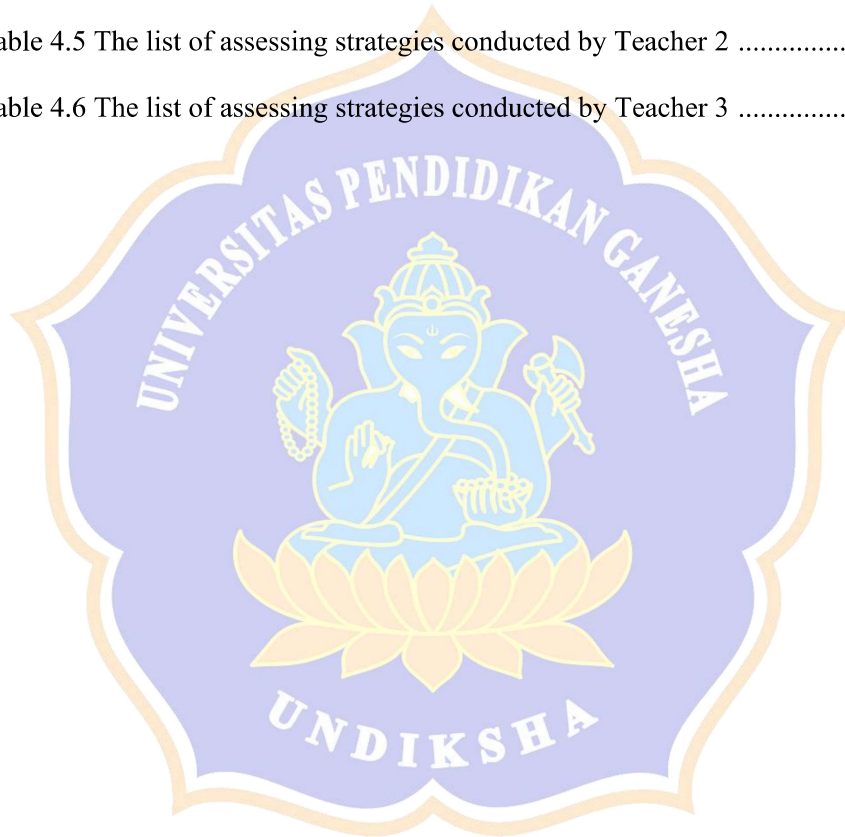 able 4.5 The list of assessing strategies conducted by Teacher 2 ...............
able 4.6 The list of assessing strategies conducted by Teacher 3 ...............
UNIVERSITAS PENDIDIKAN GANESHA
UNDIKSHA